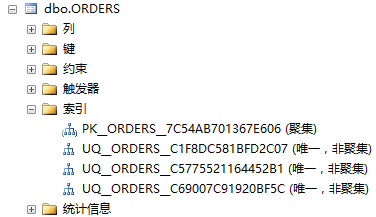 dbo.ORDERS
列
键
约束
触发器
索引
PK__ORDERS__7C54AB701367E606 (聚集)
UQ__ORDERS__C1F8DC581BFD2C07 (唯一，非聚集)
UQ__ORDERS__C5775521164452B1 (唯一，非聚集)
UQ__ORDERS__C69007C91920BF5C (唯一，非聚集)
统计信息